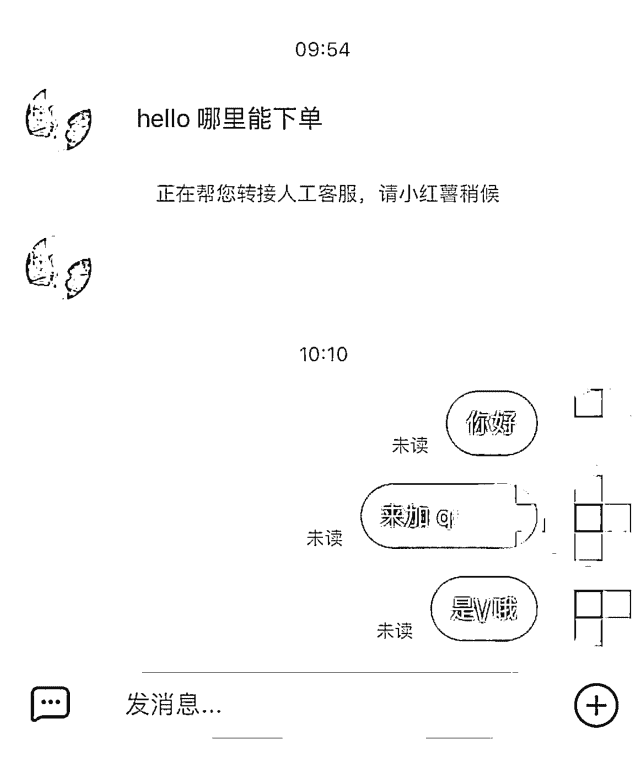 09:54
hello 哪里能下单
正在帮您转接人工客服，请小红薯稍候
10:10
你好
未读
来加 q
未读
是V哦
未读
发消息...